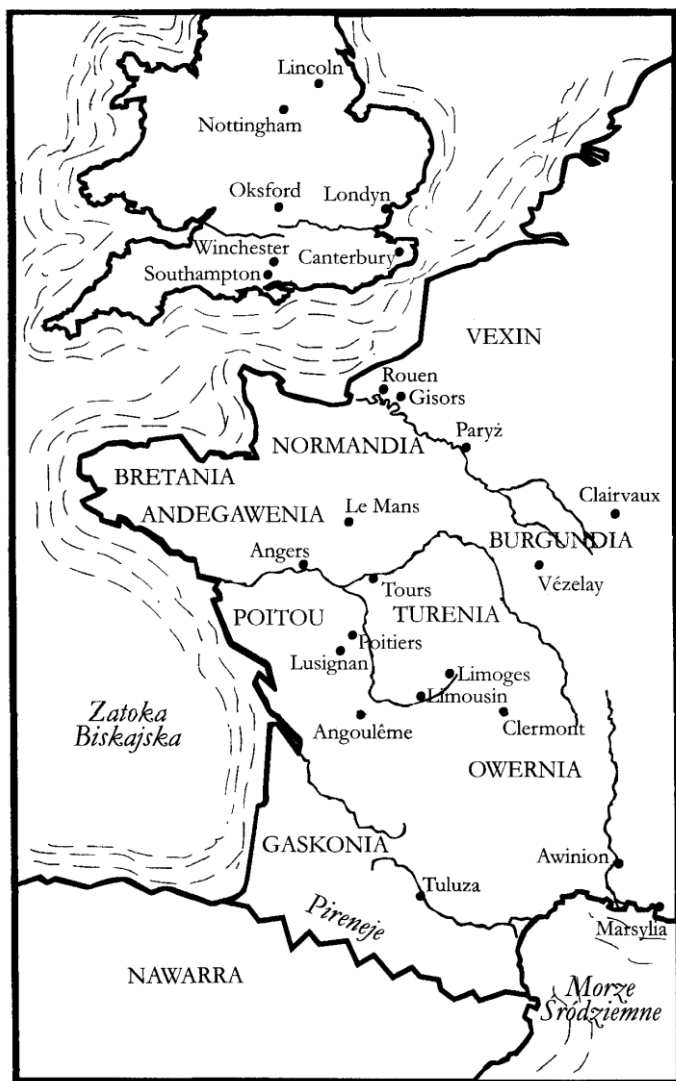 Lincoln
Nottingham
Oksford
Londyn
Winchester
Canterbury
Southampton
VEXIN
Rouen
Gisors
NORMANDIA
Paryż
BRETANIA
Clairvaux
ANDEGAWENIA
Le Mans
BURGUNDIA
Angers
Vézelay
Tours
POITOU
TURENIA
Poitiers
Lusignan
Limoges
Limousin
Zatoka
Biskajska
Angoulême
Clermont
OWERNIA
GASKONIA
Awinion
Tuluza
Pireneje
Marsylia
NAWARRA
Morze
Śródziemne